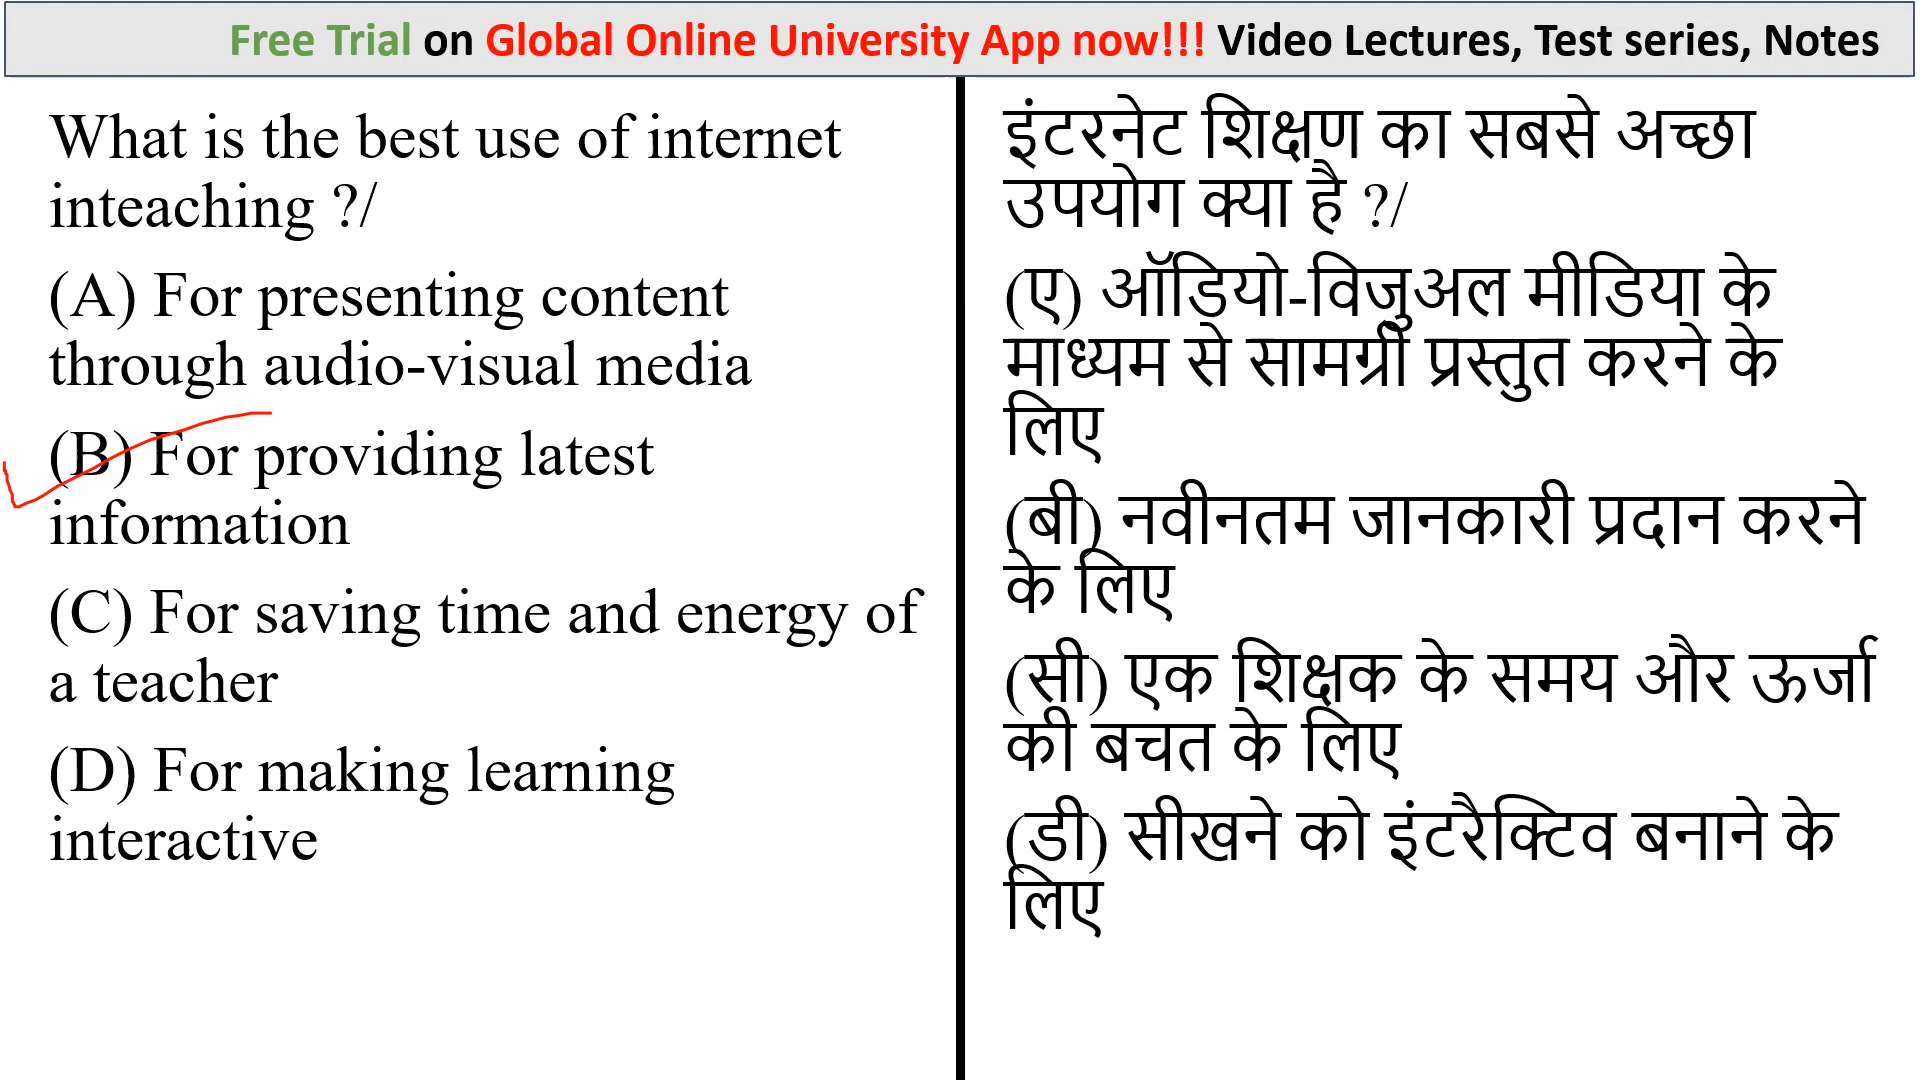 Free Trial on Global Online University App now!!! Video Lectures, Test series, Notes
What is the best use of internet
inteaching ?/
(A) For presenting content
through audio-visual media
(B) For providing latest
information
(C) For saving time and energy of
a teacher
(D) For making learning
interactive
इंटरनेट शिक्षण का सबसे अच्छा
उपयोग क्या है ?/
(ए) ऑडियो-विजुअल मीडिया के
माध्यम से सामग्री प्रस्तुत करने के
लिए
(बी) नवीनतम जानकारी प्रदान करने
के लिए
(सी) एक शिक्षक के समय और ऊर्जा
की बचत के लिए
(डी) सीखने को इंटरैक्टिव बनाने के
लिए